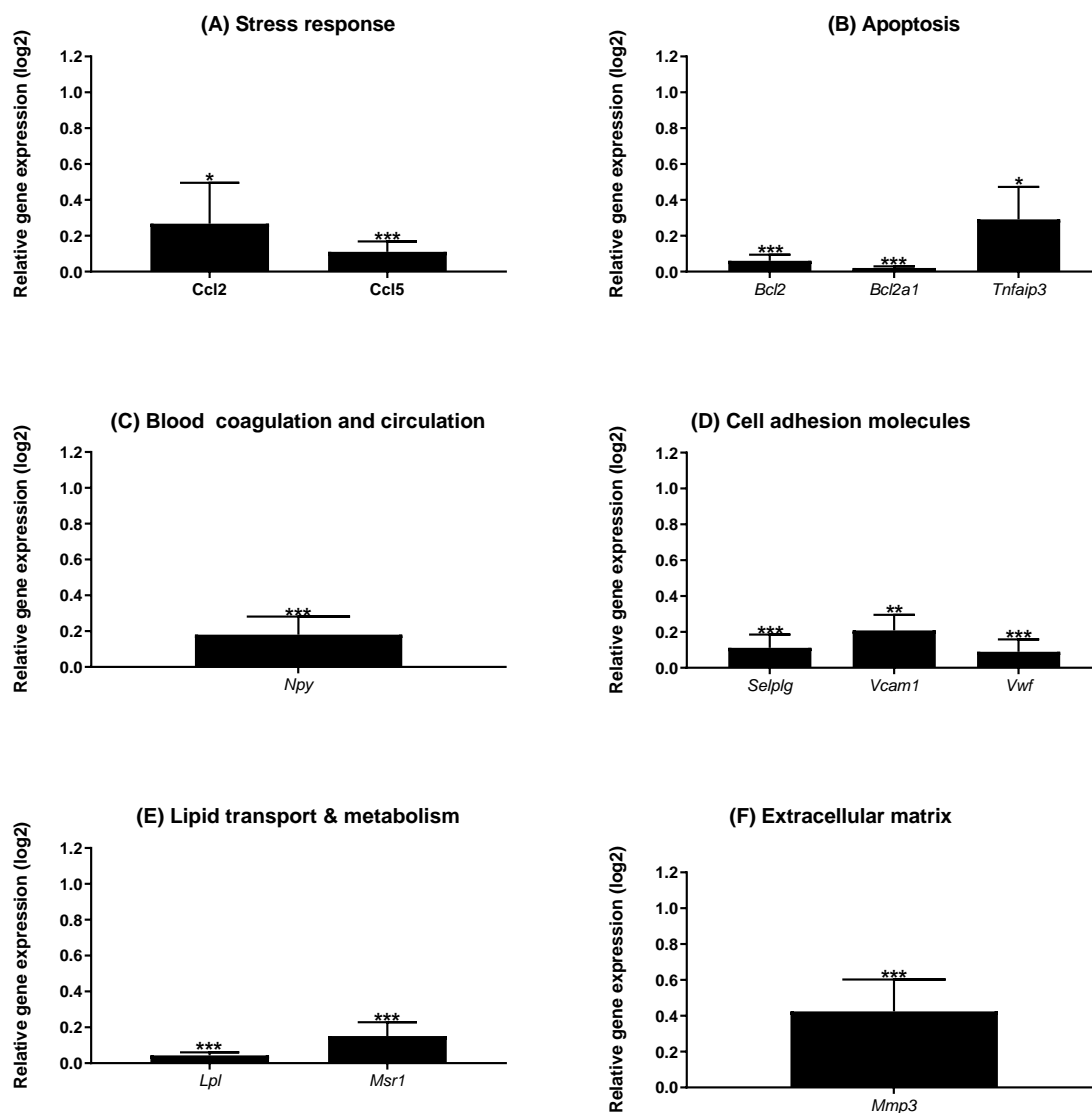 (A) Stress response
Relative gene expression (log2)
1.2
1.0
0.8
0.6
0.4
0.2
0.0
*
***
Ccl2
Ccl5
(B) Apoptosis
Relative gene expression (log2)
1.2
1.0
0.8
0.6
0.4
0.2
0.0
***
***
*
Bcl2
Bcl2a1
Tnfaip3
(C) Blood  coagulation and circulation
Relative gene expression (log2)
1.2
1.0
0.8
0.6
0.4
0.2
0.0
***
Npy
(D) Cell adhesion molecules
Relative gene expression (log2)
1.2
1.0
0.8
0.6
0.4
0.2
0.0
***
**
***
Selplg
Vcam1
Vwf
(E) Lipid transport & metabolism
Relative gene expression (log2)
1.2
1.0
0.8
0.6
0.4
0.2
0.0
***
***
Lpl
Msr1
(F) Extracellular matrix
Relative gene expression (log2)
1.2
1.0
0.8
0.6
0.4
0.2
0.0
***
Mmp3